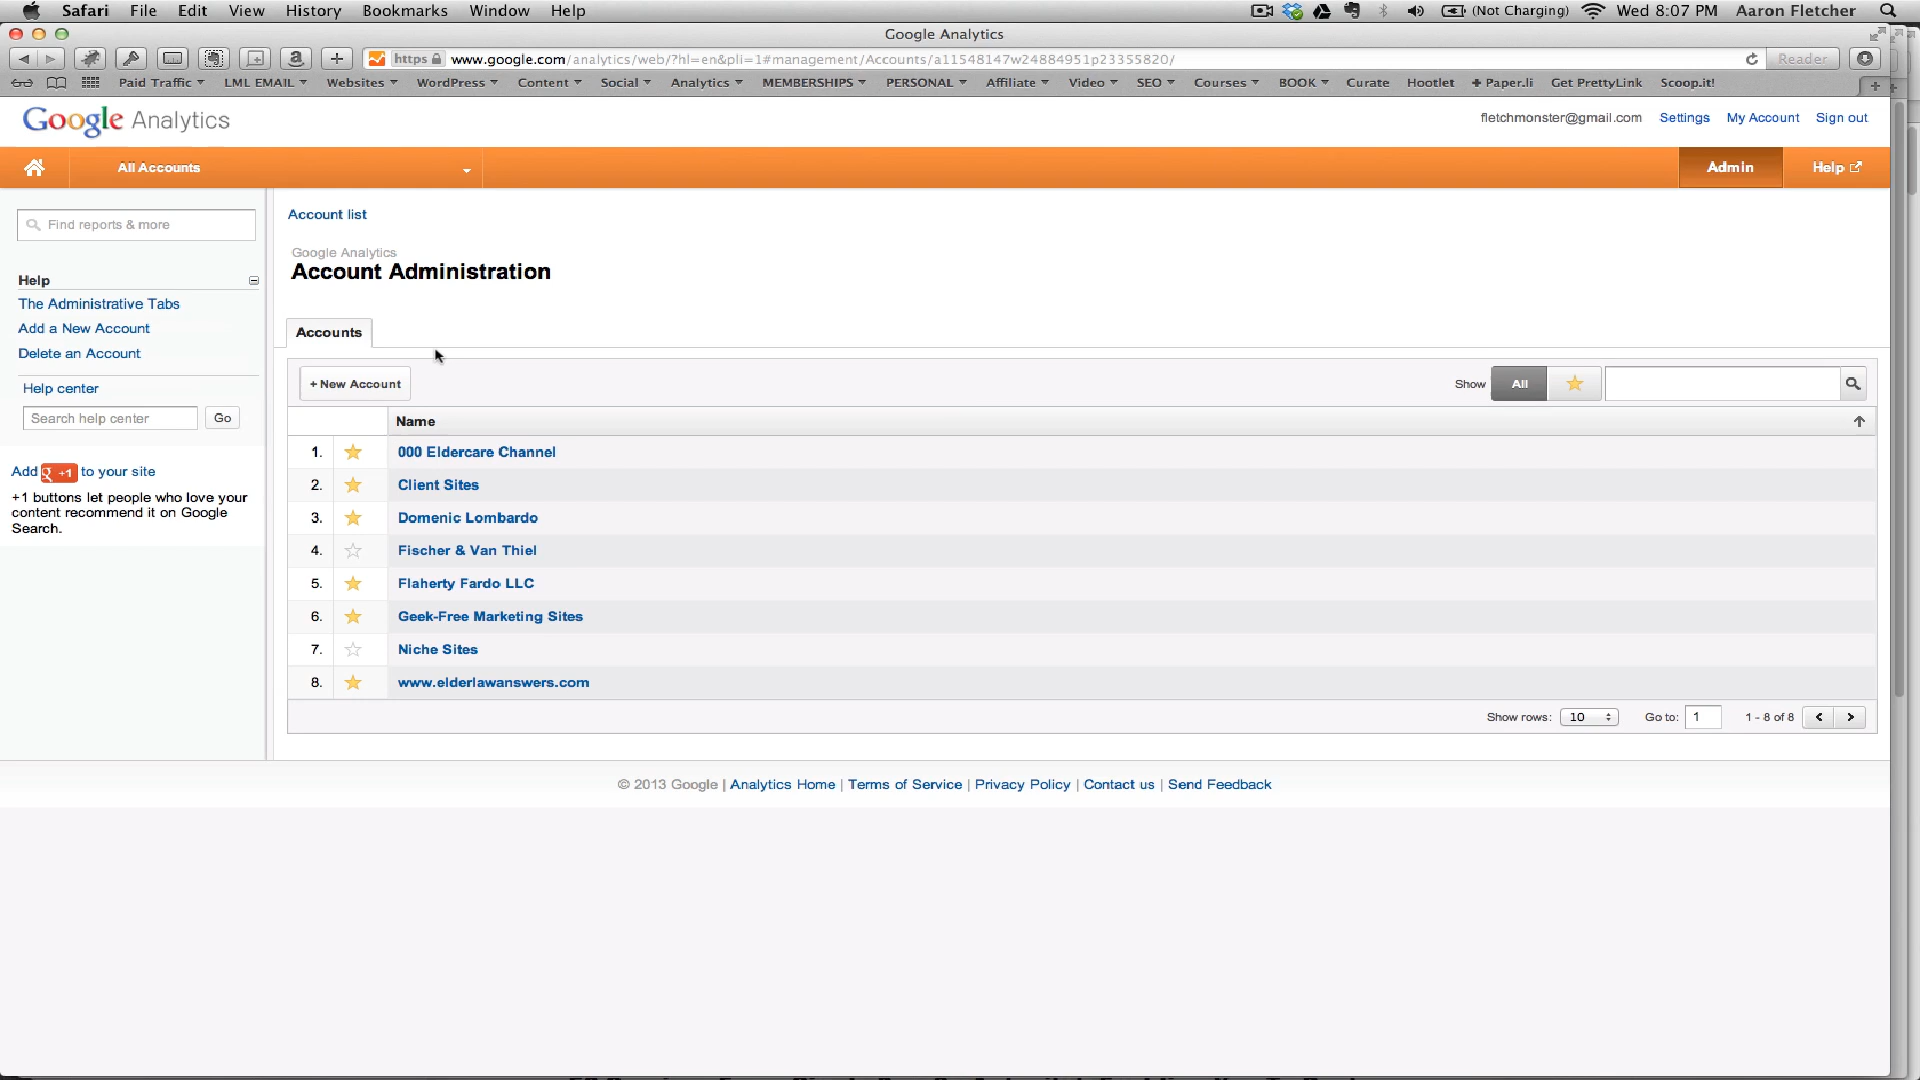 Safari File Edit View History Bookmarks Window Help (Not Charging) Wed 8:07 PM Aaron Fletcher
Google Analytics
https www.google.com/analytics/web/?hl=en&pli=1#management/Accounts/a11548147w24884951p23355820/ Reader
Paid Traffic LML EMAIL Websites WordPress Content Social Analytics MEMBERSHIPS PERSONAL Affiliate Video SEO Courses BOOK Curate Hootlet + Paper.li Get PrettyLink Scoop.it!
Google Analytics fletchmonster@gmail.com Settings My Account Sign out
All Accounts Admin Help
Find reports & more
Help
The Administrative Tabs
Add a New Account
Delete an Account
Help center
Search help center Go
Add g +1 to your site
+1 buttons let people who love your
content recommend it on Google
Search.
Account list
Google Analytics
Account Administration
Accounts
+ New Account Show All
Name
1. 000 Eldercare Channel
2. Client Sites
3. Domenic Lombardo
4. Fischer & Van Thiel
5. Flaherty Fardo LLC
6. Geek-Free Marketing Sites
7. Niche Sites
8. www.elderlawanswers.com
Show rows: 10 Go to: 1 1 - 8 of 8
© 2013 Google | Analytics Home | Terms of Service | Privacy Policy | Contact us | Send Feedback